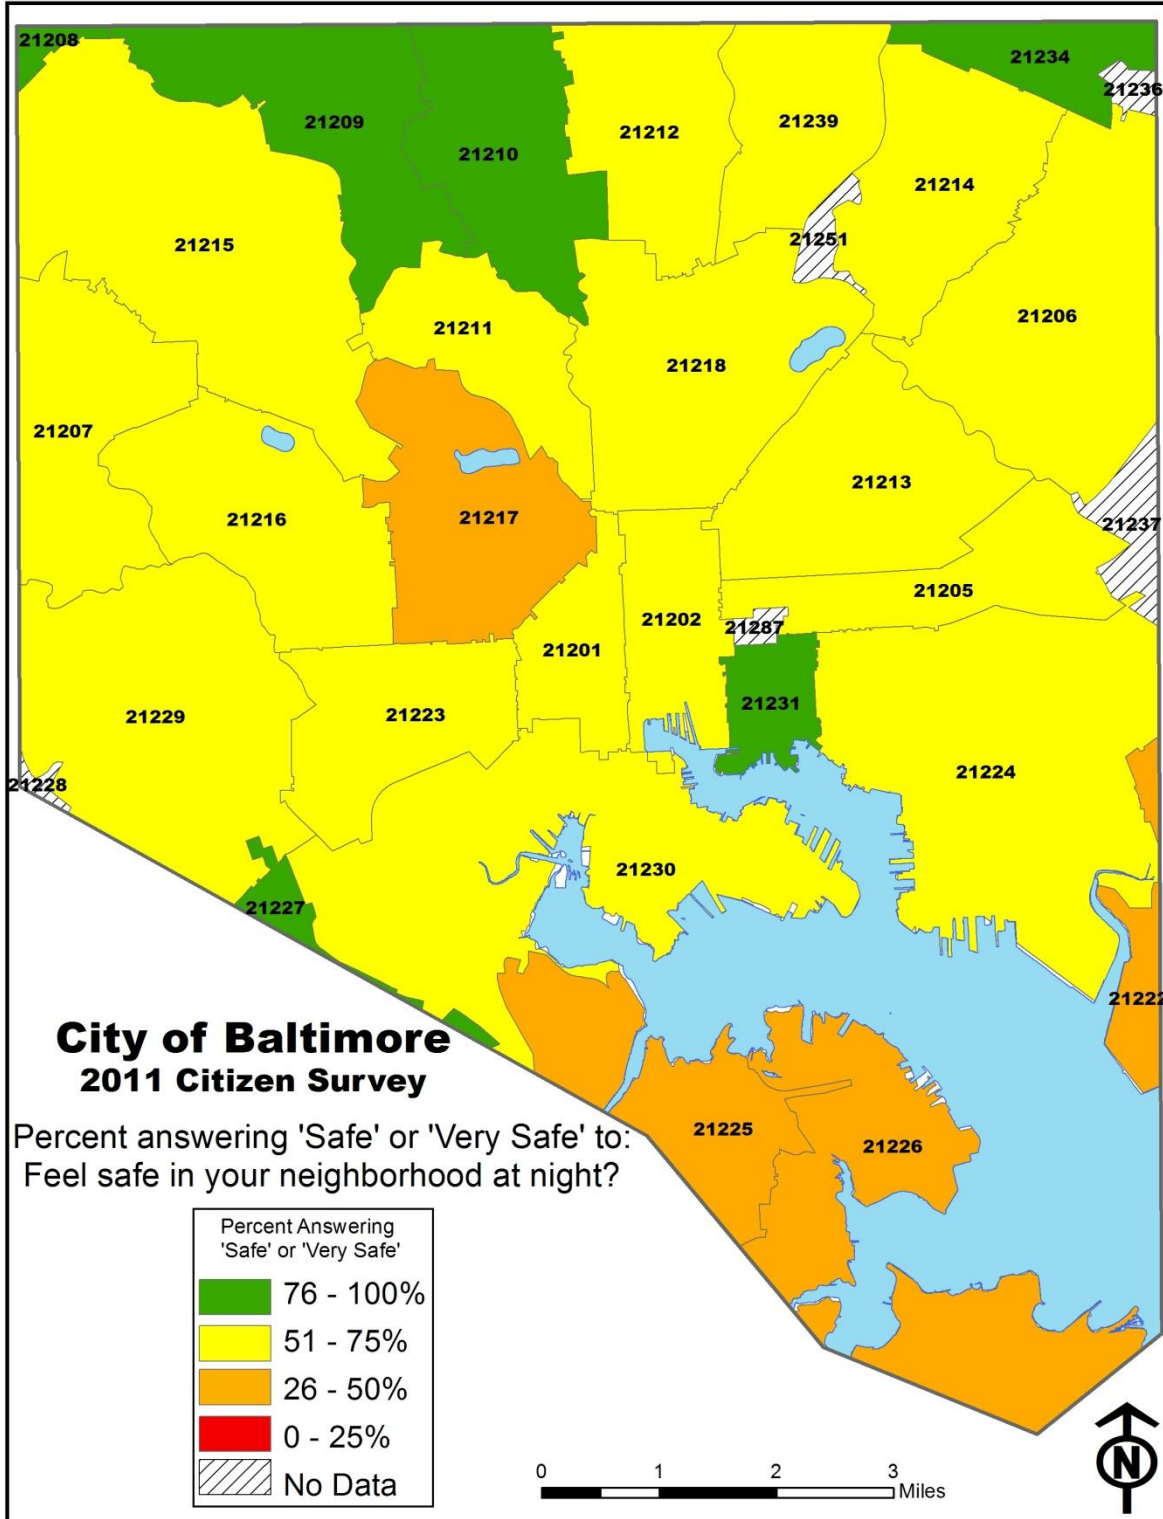 21208
21234
21236
21209
21212
21239
21210
21214
21215
21251
21206
21211
21218
21207
21213
21216
21217
21237
21205
21202
21287
21201
21231
21229
21223
21224
21228
21230
21227
21222
City of Baltimore
2011 Citizen Survey
Percent answering 'Safe' or 'Very Safe' to:
Feel safe in your neighborhood at night?
21225
21226
Percent Answering
'Safe' or 'Very Safe'
76 - 100%
51 - 75%
26 - 50%
0 - 25%
No Data
0 1 2 3
Miles
N